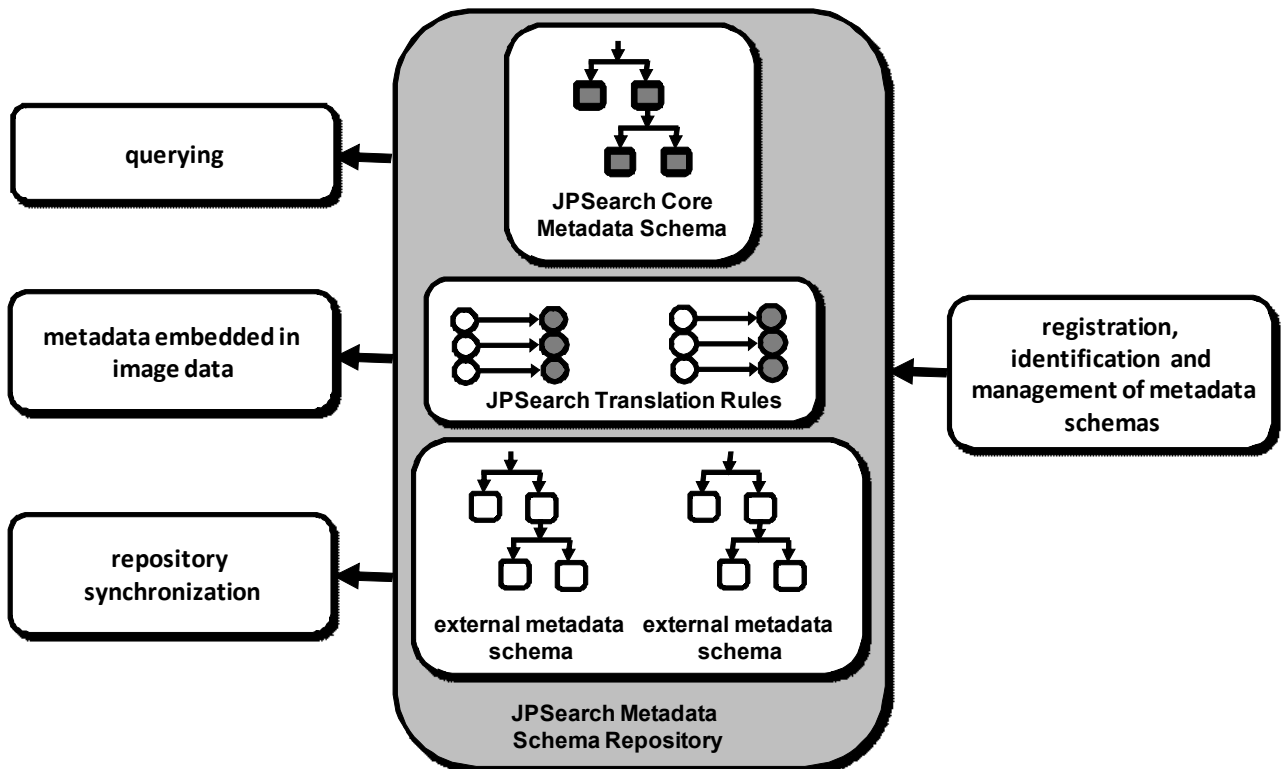 querying
metadata embedded in
image data
repository
synchronization
JPSearch Core
Metadata Schema
JPSearch Translation Rules
external metadata
schema
external metadata
schema
JPSearch Metadata
Schema Repository
registration,
identification and
management of metadata
schemas